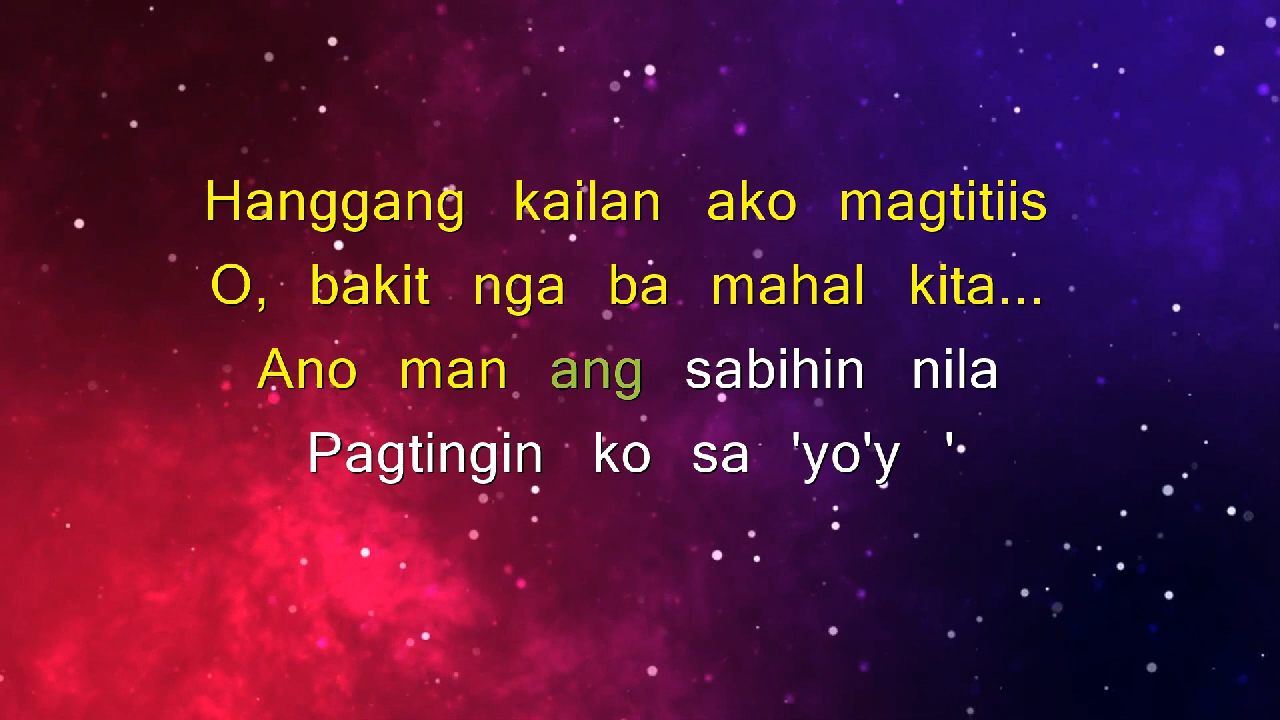 Hanggang kailan ako magtitiis
O, bakit nga ba mahal kita...
Ano man ang sabihin nila
Pagtingin ko sa 'yo'y '